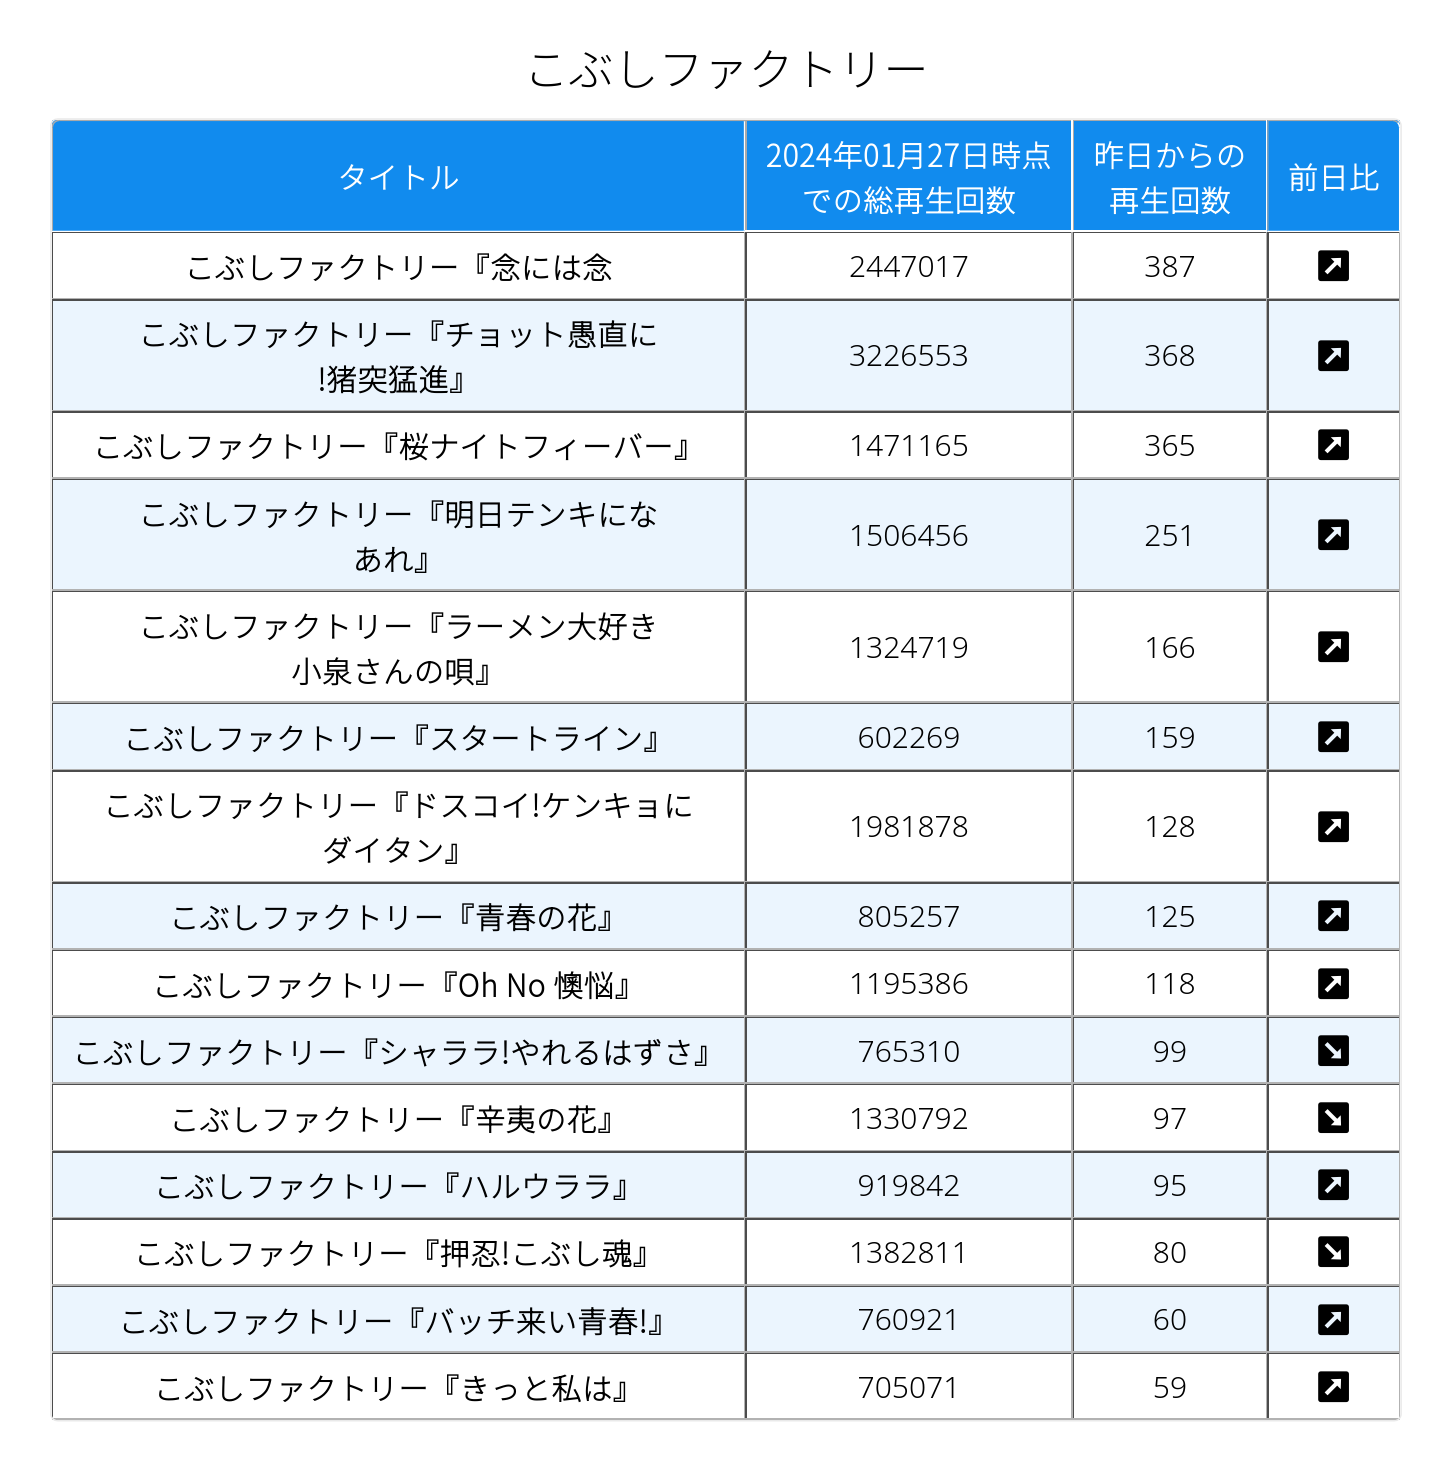 こぶしファクトリー
タイトル
2024年01月27日時点
での総再生回数
昨日からの
再生回数
前日比
こぶしファクトリー『念には念
2447017
387
こぶしファクトリー『チョット愚直に
!猪突猛進』
3226553
368
こぶしファクトリー『桜ナイトフィーバー』
1471165
365
こぶしファクトリー『明日テンキにな
あれ』
1506456
251
こぶしファクトリー『ラーメン大好き
小泉さんの唄』
1324719
166
こぶしファクトリー『スタートライン』
602269
159
こぶしファクトリー『ドスコイ!ケンキョに
ダイタン』
1981878
128
こぶしファクトリー『青春の花』
805257
125
こぶしファクトリー『Oh No 懊悩』
1195386
118
こぶしファクトリー『シャララ!やれるはずさ』
765310
99
こぶしファクトリー『辛夷の花』
1330792
97
こぶしファクトリー『ハルウララ』
919842
95
こぶしファクトリー『押忍!こぶし魂』
1382811
80
こぶしファクトリー『バッチ来い青春!』
760921
60
こぶしファクトリー『きっと私は』
705071
59